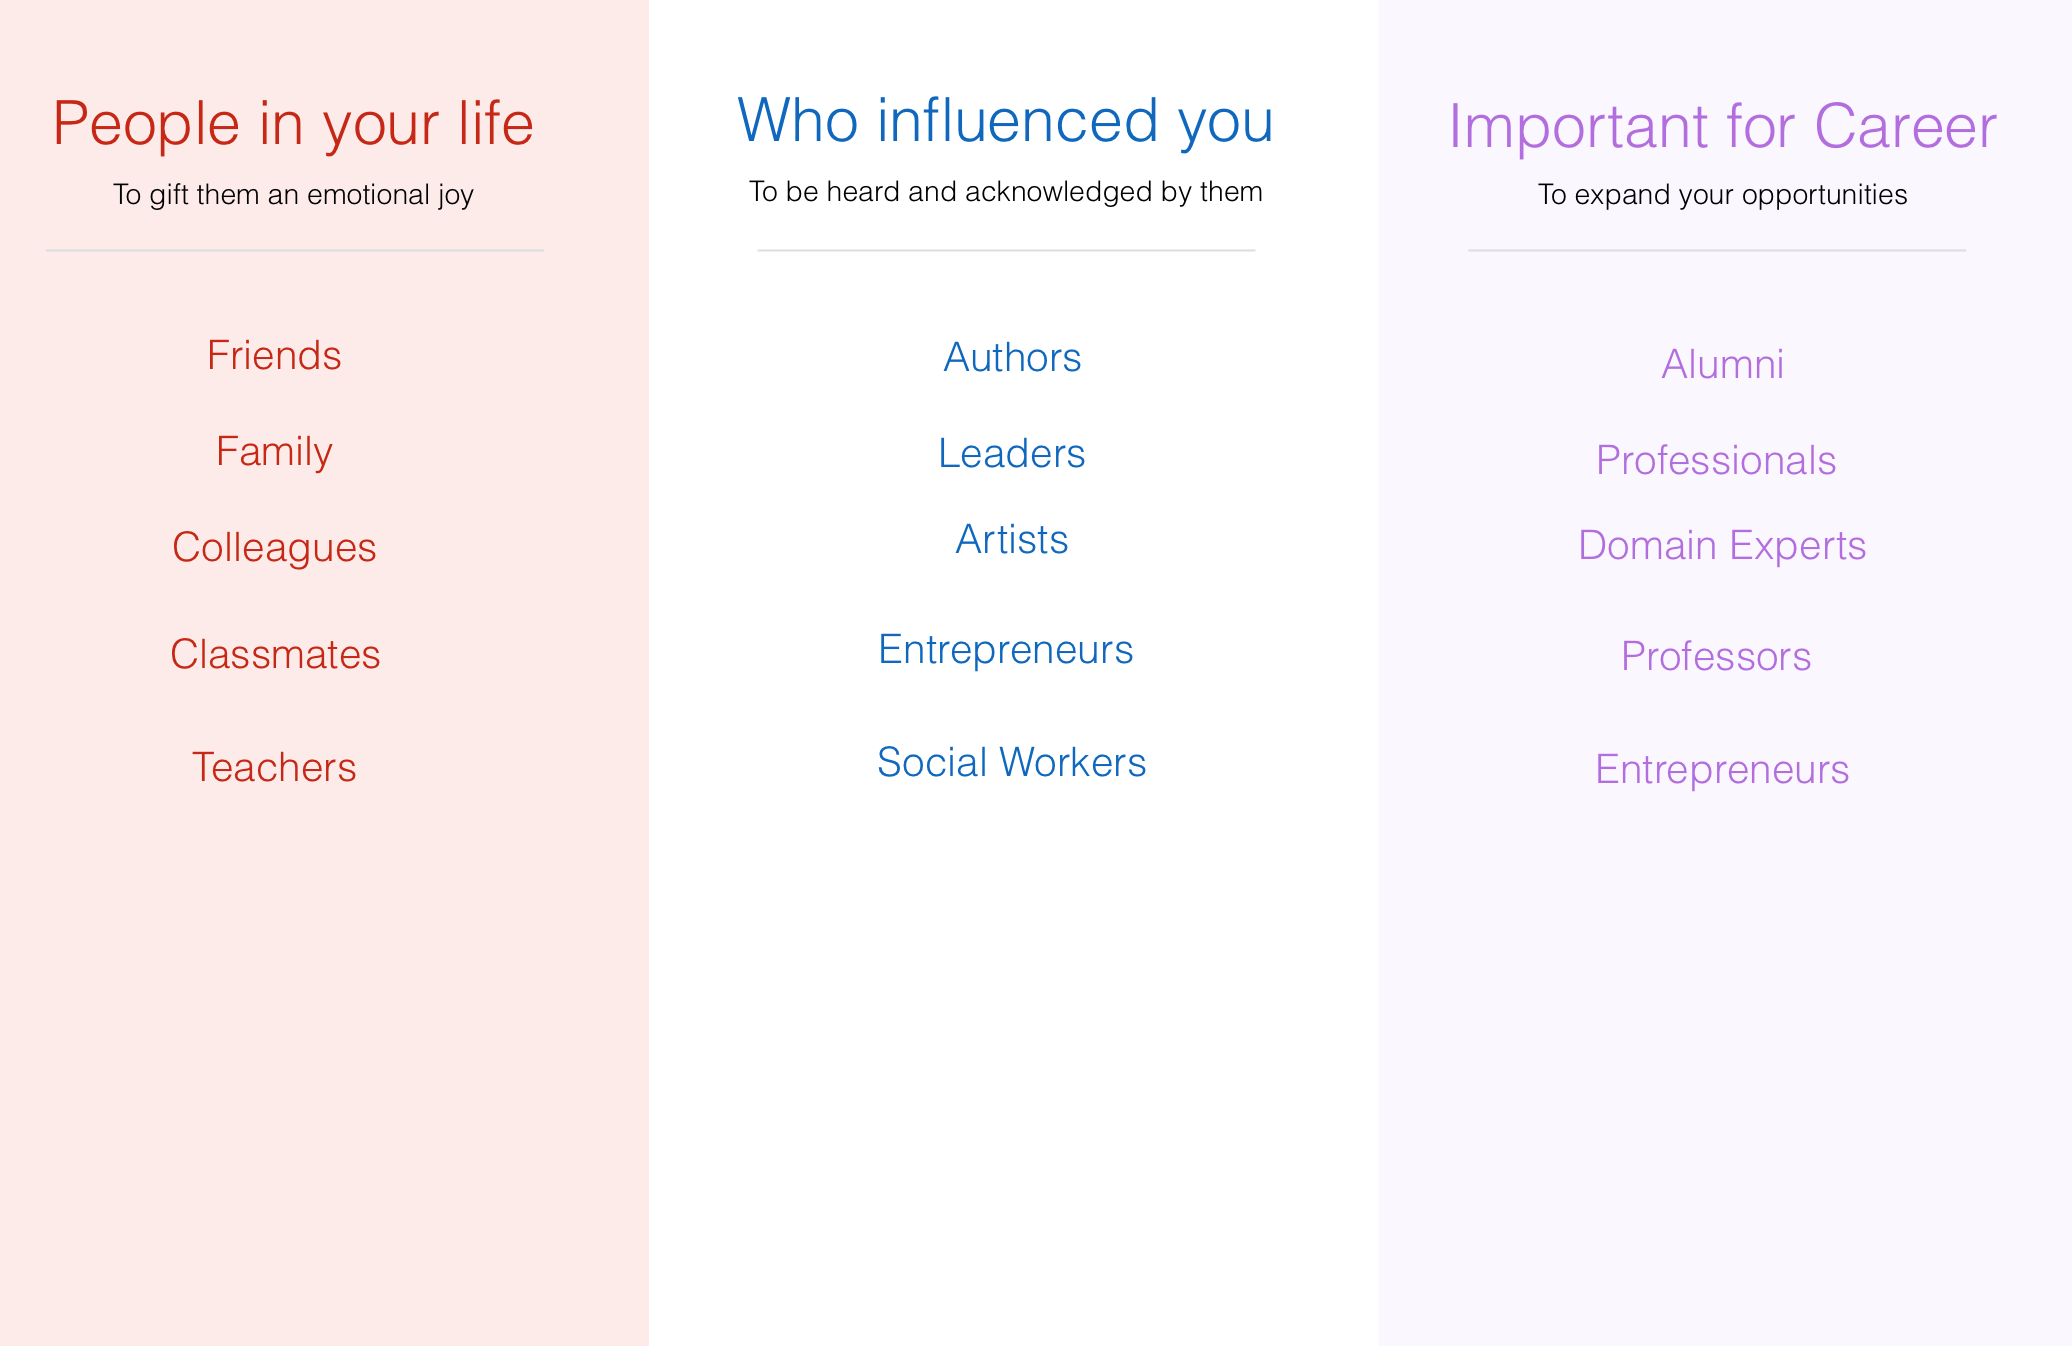 People in your life
To gift them an emotional joy
Friends
Family
Colleagues
Classmates
Teachers
Who influenced you
To be heard and acknowledged by them
Authors
Leaders
Artists
Entrepreneurs
Social Workers
Important for Career
To expand your opportunities
Alumni
Professionals
Domain Experts
Professors
Entrepreneurs